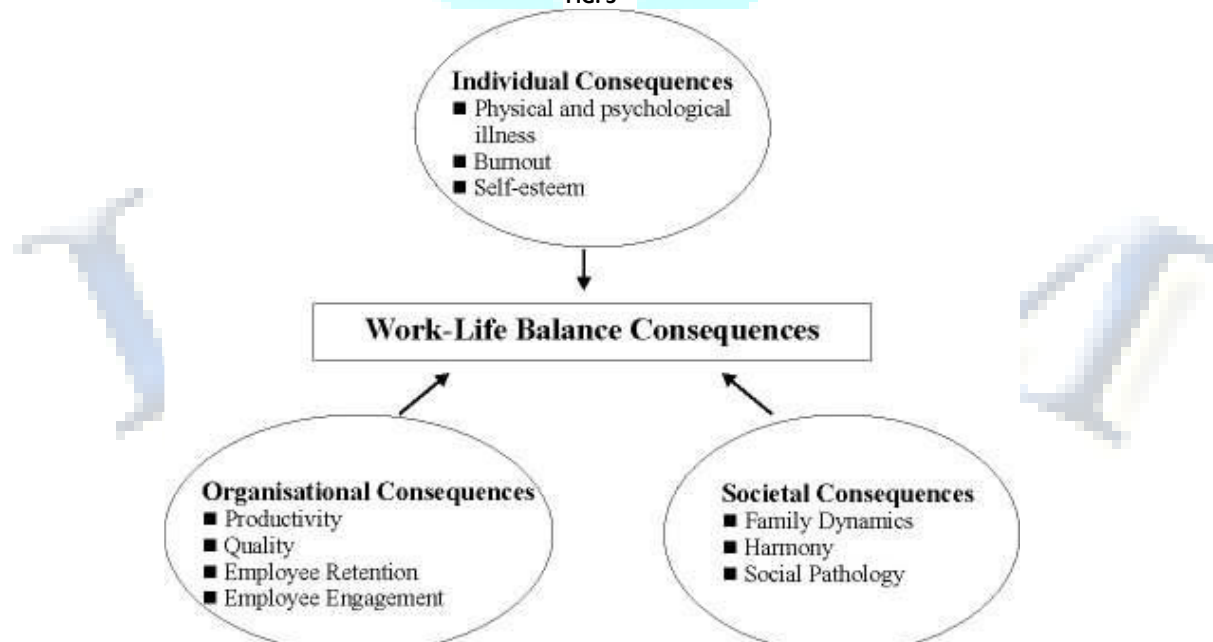 Individual Consequences
■ Physical and psychological
illness
■ Burnout
■ Self-esteem
Work-Life Balance Consequences
Organisational Consequences
■ Productivity
■ Quality
■ Employee Retention
■ Employee Engagement
Societal Consequences
■ Family Dynamics
■ Harmony
■ Social Pathology